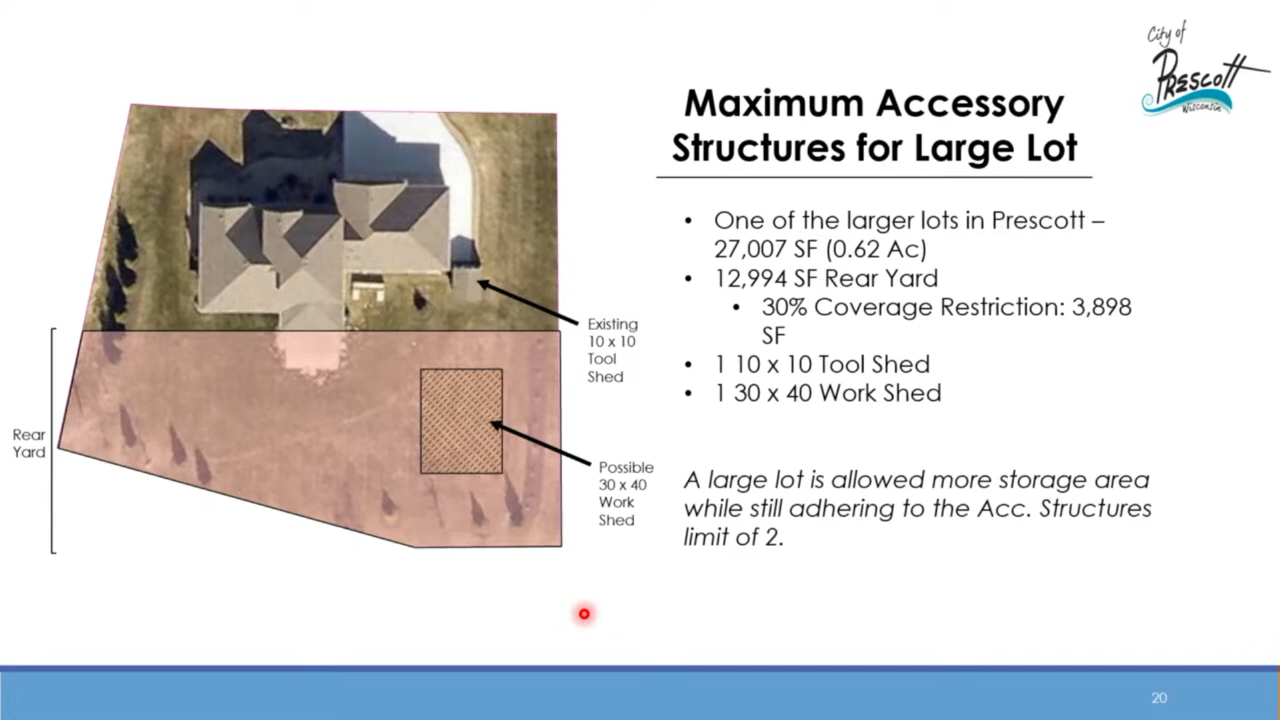 City of
Prescott
Wisconsin
Maximum Accessory
Structures for Large Lot
• One of the larger lots in Prescott –
27,007 SF (0.62 Ac)
• 12,994 SF Rear Yard
• 30% Coverage Restriction: 3,898
SF
• 1 10 x 10 Tool Shed
• 1 30 x 40 Work Shed
A large lot is allowed more storage area
while still adhering to the Acc. Structures
limit of 2.
Existing
10 x 10
Tool
Shed
Rear
Yard
Possible
30 x 40
Work
Shed
20